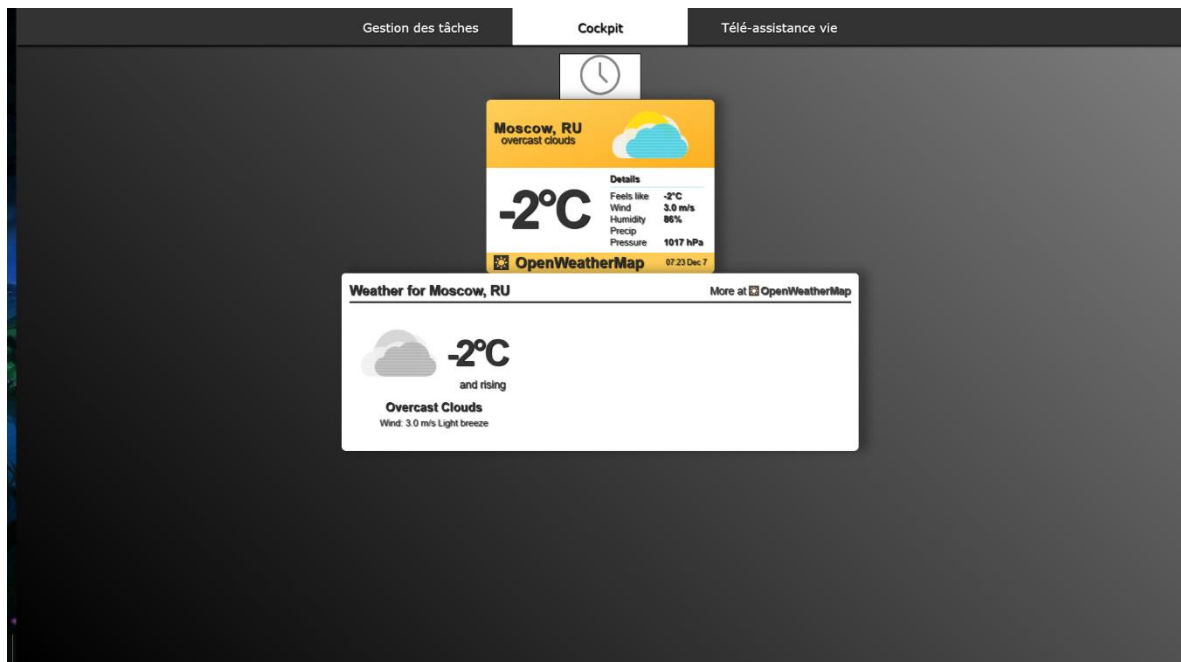 Gestion des tâches Cockpit Télé-assistance vie
Moscow, RU
overcast clouds
-2°C
Details
Feels like -2°C
Wind 3.0 m/s
Humidity 86%
Precip
Pressure 1017 hPa
OpenWeatherMap 07:23 Dec 7
Weather for Moscow, RU More at OpenWeatherMap
-2°C
and rising
Overcast Clouds
Wind: 3.0 m/s Light breeze